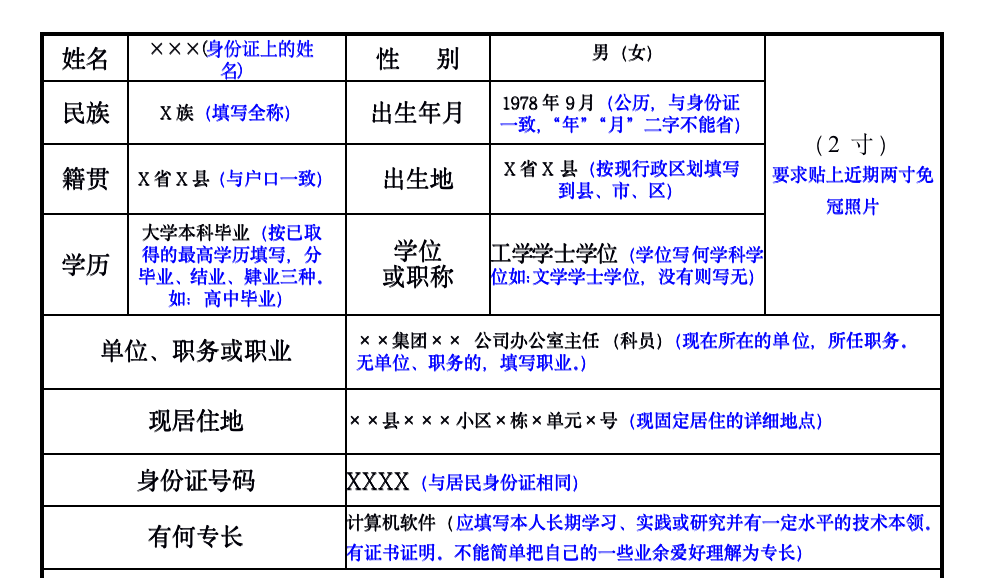 姓名
×××(身份证上的姓
名)
性 别
男（女）
（2 寸）
要求贴上近期两寸免
冠照片
民族
X 族（填写全称）
出生年月
1978 年 9 月（公历，与身份证
一致，“年”“月”二字不能省）
籍贯
X 省 X 县（与户口一致）
出生地
X 省 X 县（按现行政区划填写
到县、市、区）
学历
大学本科毕业（按已取
得的最高学历填写，分
毕业、结业、肄业三种。
如：高中毕业）
学位
或职称
工学学士学位（学位写何学科学
位如:文学学士学位，没有则写无）
单位、职务或职业
××集团×× 公司办公室主任（科员）（现在所在的单位，所任职务。
无单位、职务的，填写职业。）
现居住地
××县×××小区×栋×单元×号（现固定居住的详细地点）
身份证号码
XXXX（与居民身份证相同）
有何专长
计算机软件（应填写本人长期学习、实践或研究并有一定水平的技术本领。
有证书证明。不能简单把自己的一些业余爱好理解为专长）